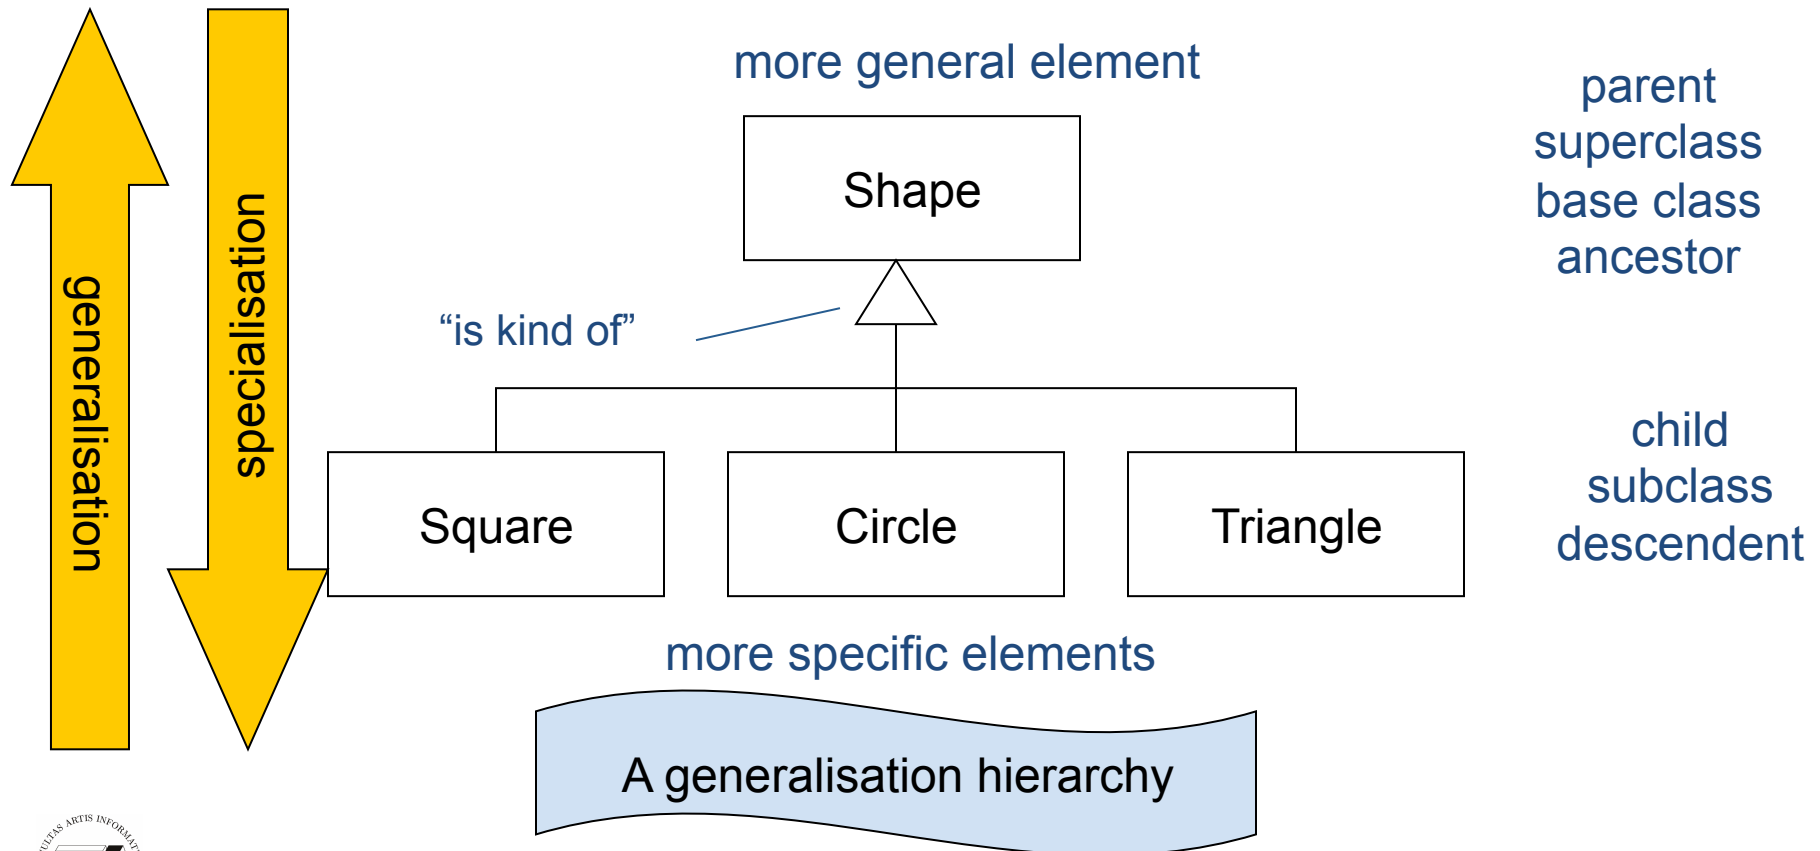 more general element
parent
superclass
base class
ancestor
Shape
generalisation
specialisation
“is kind of”
child
subclass
descendent
Square
Circle
Triangle
more specific elements
A generalisation hierarchy
ARTIS